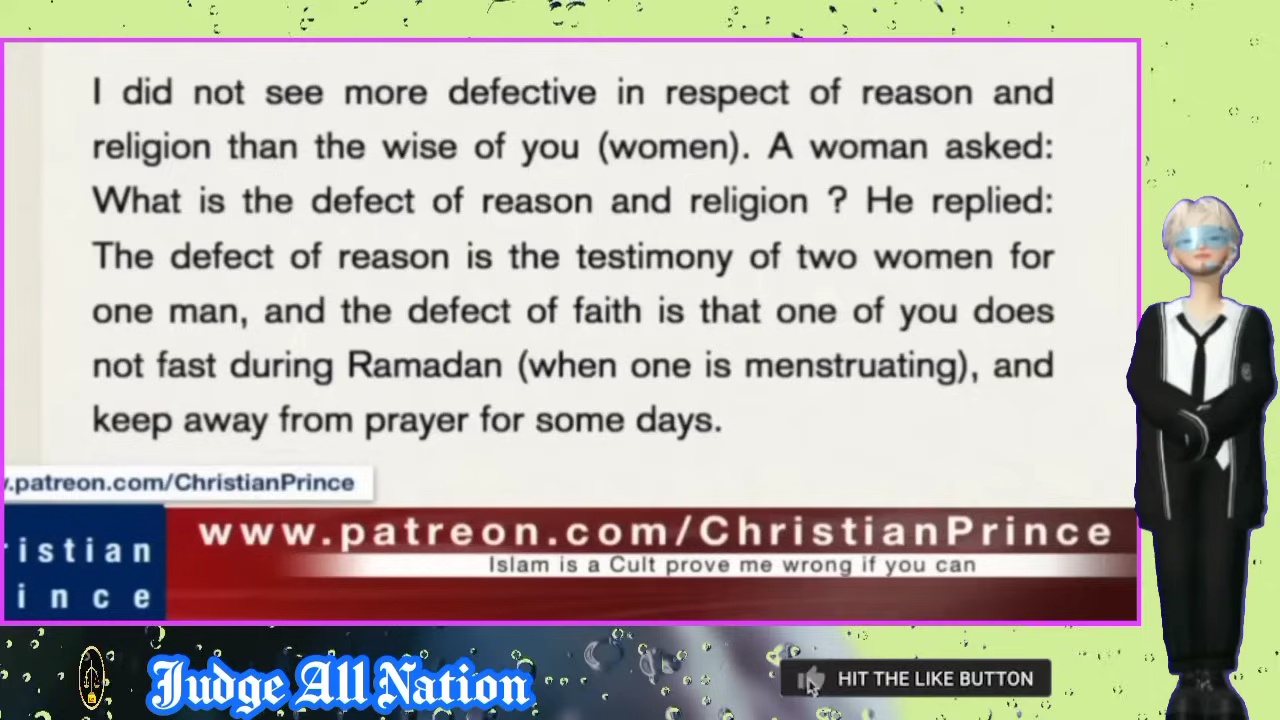 I did not see more defective in respect of reason and
religion than the wise of you (women). A woman asked:
What is the defect of reason and religion ? He replied:
The defect of reason is the testimony of two women for
one man, and the defect of faith is that one of you does
not fast during Ramadan (when one is menstruating), and
keep away from prayer for some days.
.patreon.com/ChristianPrince
ristian
ince
www.patreon.com/ChristianPrince
Islam is a Cult prove me wrong if you can
Judge All Nation
HIT THE LIKE BUTTON